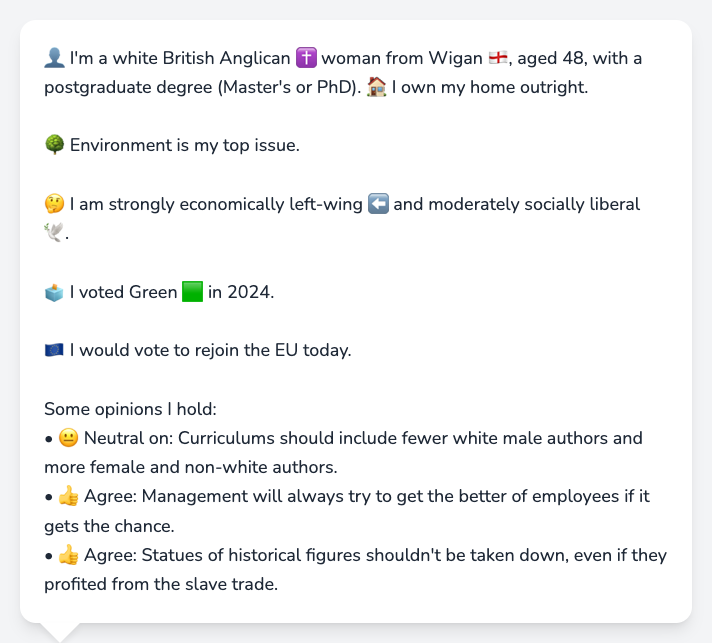 👤 I'm a white British Anglican ✝️ woman from Wigan 🏴󠁧󠁢󠁥󠁮󠁧󠁿, aged 48, with a
postgraduate degree (Master's or PhD). 🏠 I own my home outright.
🌳 Environment is my top issue.
🤔 I am strongly economically left-wing ⬅️ and moderately socially liberal
🕊️.
🗳️ I voted Green 🟩 in 2024.
🇪🇺 I would vote to rejoin the EU today.
Some opinions I hold:
• 😐 Neutral on: Curriculums should include fewer white male authors and
more female and non-white authors.
• 👍 Agree: Management will always try to get the better of employees if it
gets the chance.
• 👍 Agree: Statues of historical figures shouldn't be taken down, even if they
profited from the slave trade.